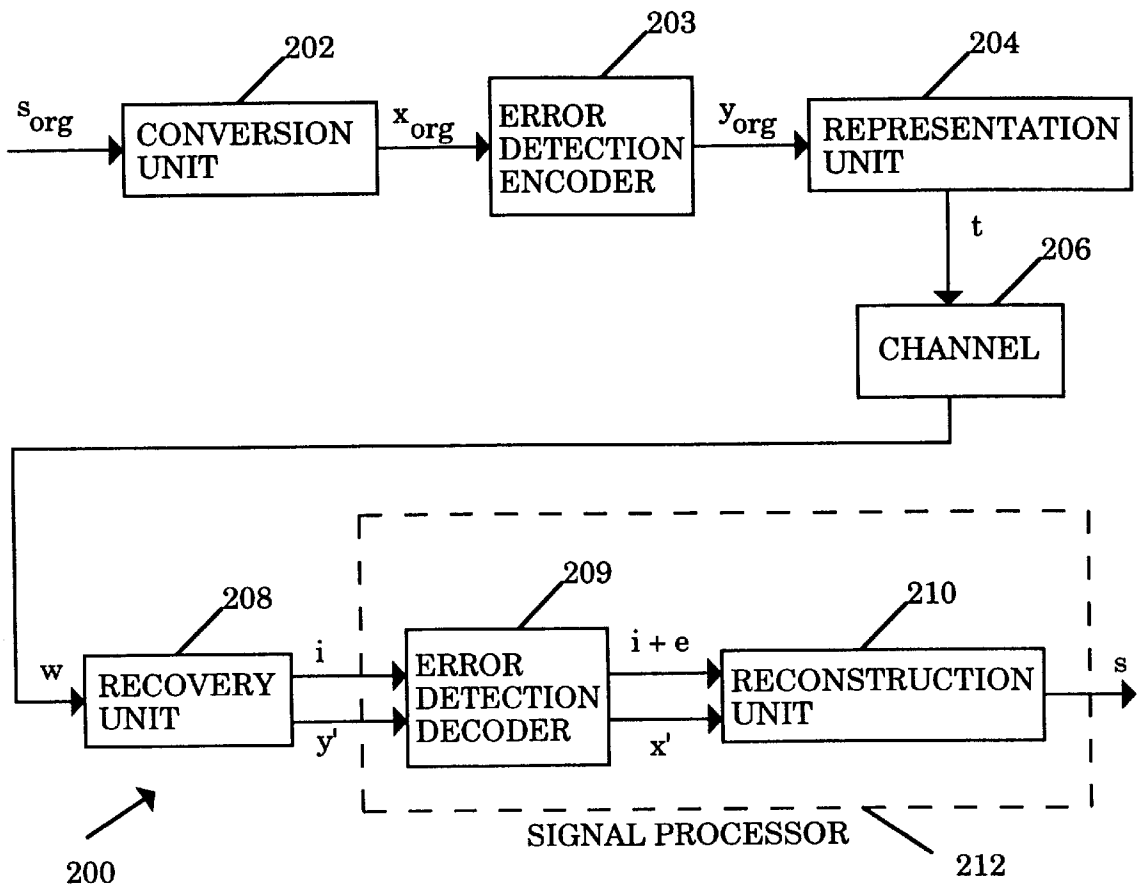 202
203
204
s_org
CONVERSION
UNIT
x_org
ERROR
DETECTION
ENCODER
y_org
REPRESENTATION
UNIT
t
206
CHANNEL
208
209
210
w
RECOVERY
UNIT
i
y'
ERROR
DETECTION
DECODER
i + e
x'
RECONSTRUCTION
UNIT
s
SIGNAL PROCESSOR
200
212